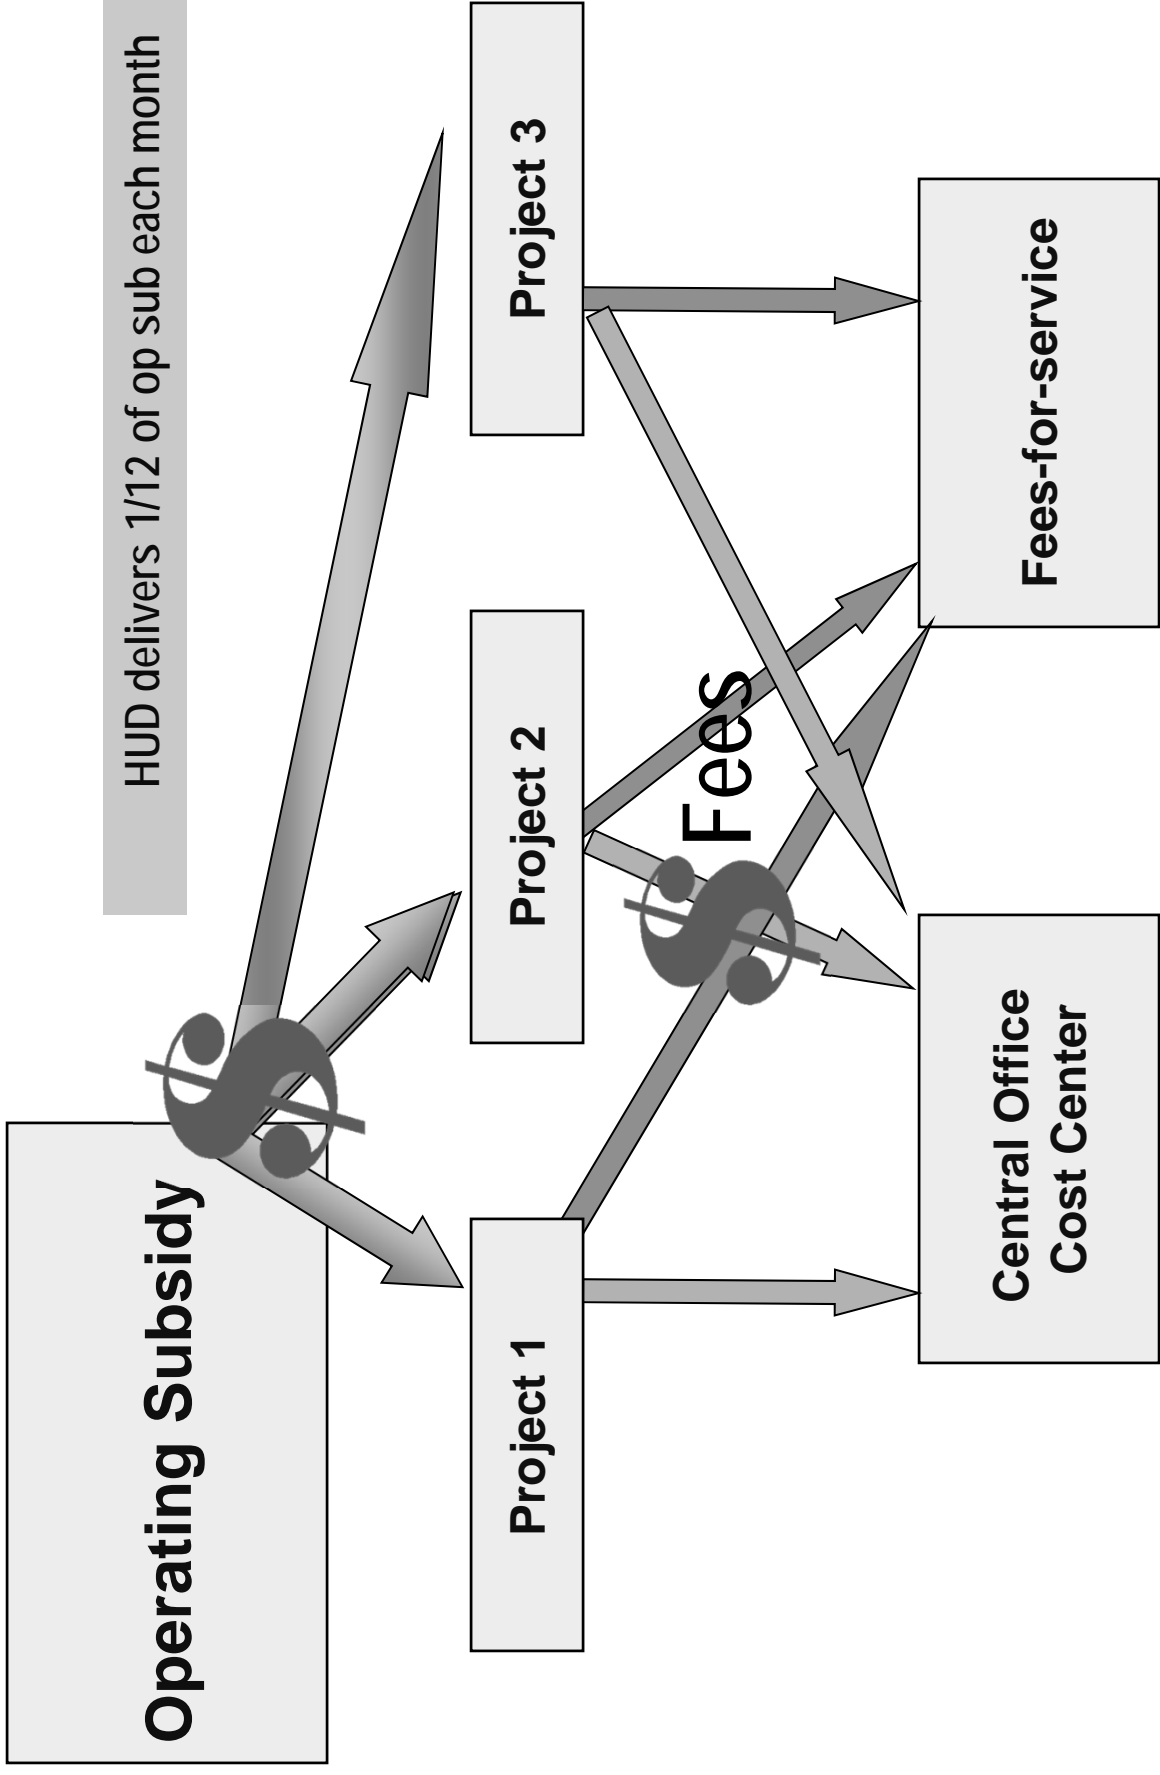 HUD delivers 1/12 of op sub each month
Operating Subsidy
Project 1
Project 2
Project 3
Fees
Central Office
Cost Center
Fees-for-service